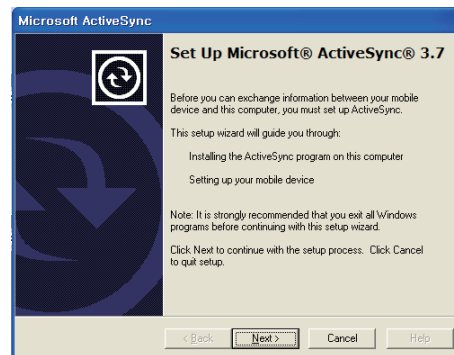 Microsoft ActiveSync
Set Up Microsoft® ActiveSync® 3.7
Before you can exchange information between your mobile
device and this computer, you must set up ActiveSync.
This setup wizard will guide you through:
Installing the ActiveSync program on this computer
Setting up your mobile device
Note: It is strongly recommended that you exit all Windows
programs before continuing with this setup wizard.
Click Next to continue with the setup process. Click Cancel
to quit setup.
< Back Next > Cancel Help